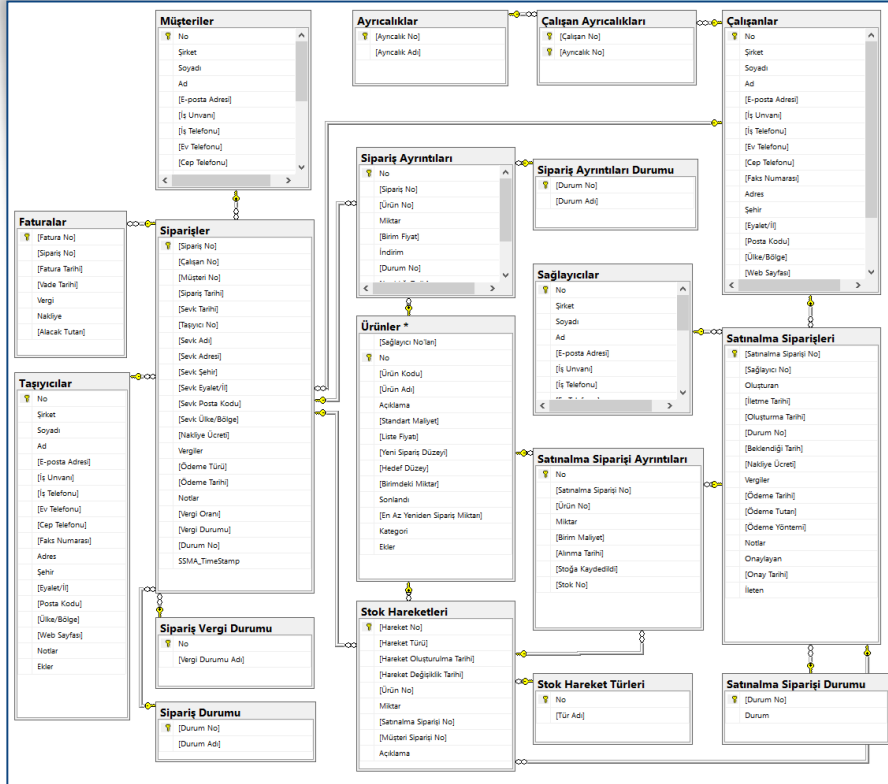 Müşteriler
No
Şirket
Soyadı
Ad
[E-posta Adresi]
[İş Unvanı]
[İş Telefonu]
[Ev Telefonu]
[Cep Telefonu]
Ayrıcalıklar
[Ayrıcalık No]
[Ayrıcalık Adı]
Çalışan Ayrıcalıkları
[Çalışan No]
[Ayrıcalık No]
Çalışanlar
No
Şirket
Soyadı
Ad
[E-posta Adresi]
[İş Unvanı]
[İş Telefonu]
[Ev Telefonu]
[Cep Telefonu]
[Faks Numarası]
Adres
Şehir
[Eyalet/İl]
[Posta Kodu]
[Ülke/Bölge]
[Web Sayfası]
Sipariş Ayrıntıları
No
[Sipariş No]
[Ürün No]
Miktar
[Birim Fiyat]
İndirim
[Durum No]
Sipariş Ayrıntıları Durumu
[Durum No]
[Durum Adı]
Faturalar
[Fatura No]
[Sipariş No]
[Fatura Tarihi]
[Vade Tarihi]
Vergi
Nakliye
[Alacak Tutarı]
Siparişler
[Sipariş No]
[Çalışan No]
[Müşteri No]
[Sipariş Tarihi]
[Sevk Tarihi]
[Taşıyıcı No]
[Sevk Adı]
[Sevk Adresi]
[Sevk Şehir]
[Sevk Eyalet/İl]
[Sevk Posta Kodu]
[Sevk Ülke/Bölge]
[Nakliye Ücreti]
Vergiler
[Ödeme Türü]
[Ödeme Tarihi]
Notlar
[Vergi Oranı]
[Vergi Durumu]
[Durum No]
SSMA_TimeStamp
Sağlayıcılar
No
Şirket
Soyadı
Ad
[E-posta Adresi]
[İş Unvanı]
[İş Telefonu]
Ürünler *
[Sağlayıcı No'ları]
No
[Ürün Kodu]
[Ürün Adı]
Açıklama
[Standart Maliyet]
[Liste Fiyatı]
[Yeni Sipariş Düzeyi]
[Hedef Düzey]
[Birimdeki Miktar]
Sonlandı
[En Az Yeniden Sipariş Miktarı]
Kategori
Ekler
Satınalma Siparişleri
[Satınalma Siparişi No]
[Sağlayıcı No]
Oluşturan
[İletme Tarihi]
[Oluşturma Tarihi]
[Durum No]
[Beklendiği Tarih]
[Nakliye Ücreti]
Vergiler
[Ödeme Tarihi]
[Ödeme Tutarı]
[Ödeme Yöntemi]
Notlar
Onaylayan
[Onay Tarihi]
İleten
Taşıyıcılar
No
Şirket
Soyadı
Ad
[E-posta Adresi]
[İş Unvanı]
[İş Telefonu]
[Ev Telefonu]
[Cep Telefonu]
[Faks Numarası]
Adres
Şehir
[Eyalet/İl]
[Posta Kodu]
[Ülke/Bölge]
[Web Sayfası]
Notlar
Ekler
Satınalma Siparişi Ayrıntıları
No
[Satınalma Siparişi No]
[Ürün No]
Miktar
[Birim Maliyet]
[Alınma Tarihi]
[Stoğa Kaydedildi]
[Stok No]
Sipariş Vergi Durumu
No
[Vergi Durumu Adı]
Stok Hareketleri
[Hareket No]
[Hareket Türü]
[Hareket Oluşturulma Tarihi]
[Hareket Değişiklik Tarihi]
[Ürün No]
Miktar
[Satınalma Siparişi No]
[Müşteri Siparişi No]
Açıklama
Stok Hareket Türleri
No
[Tür Adı]
Satınalma Siparişi Durumu
[Durum No]
Durum
Sipariş Durumu
[Durum No]
[Durum Adı]